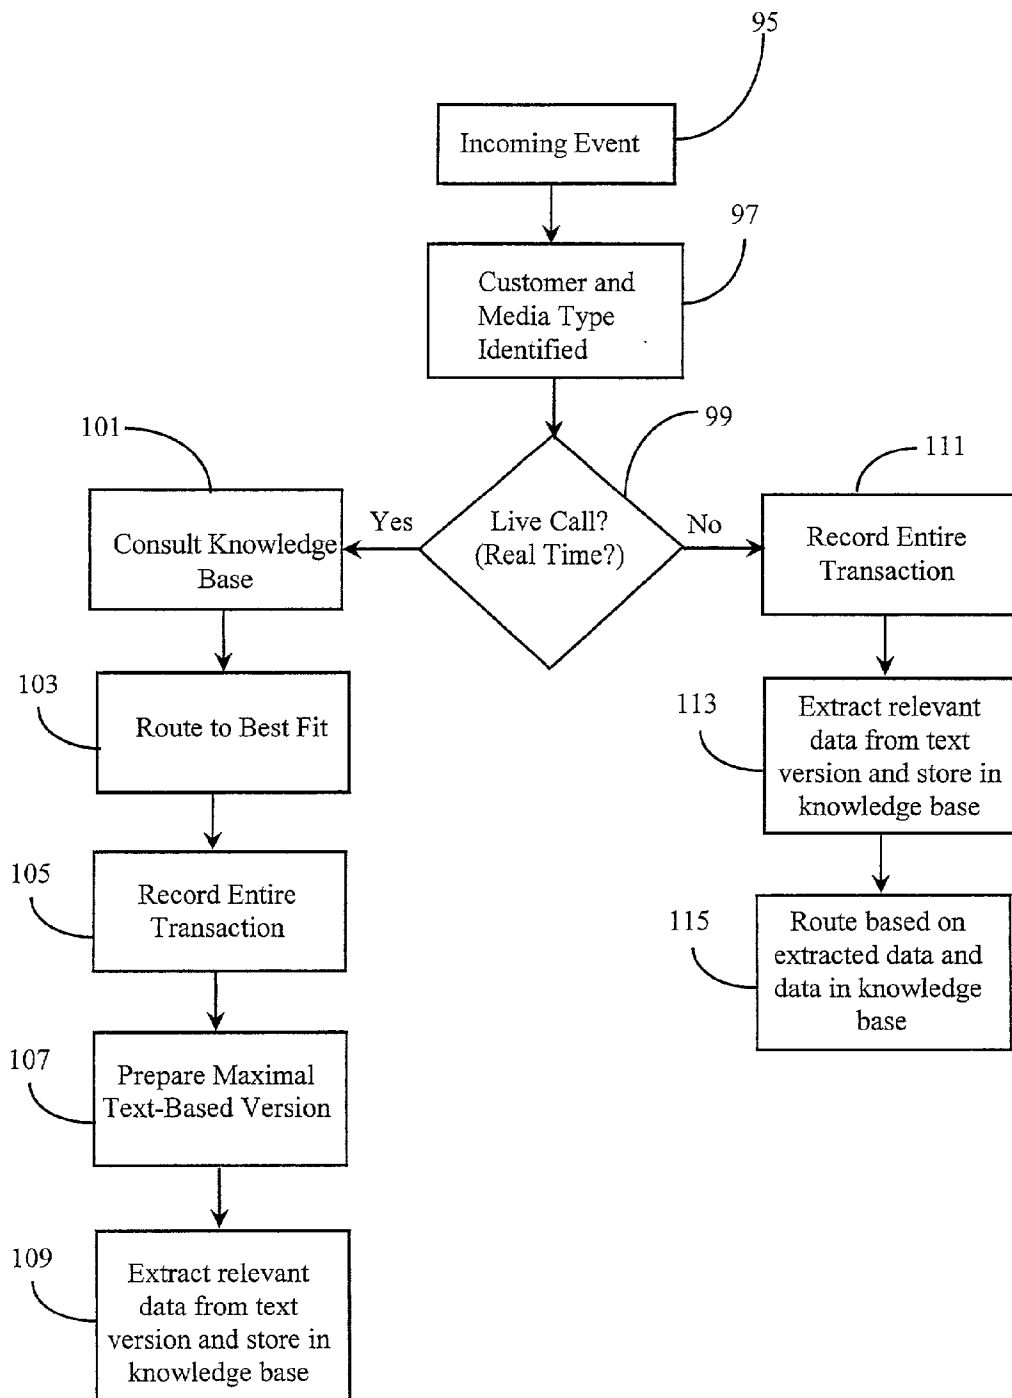 95
Incoming Event
97
Customer and
Media Type
Identified
99
Live Call?
(Real Time?)
Yes
No
101
Consult Knowledge
Base
103
Route to Best Fit
105
Record Entire
Transaction
107
Prepare Maximal
Text-Based Version
109
Extract relevant
data from text
version and store in
knowledge base
111
Record Entire
Transaction
113
Extract relevant
data from text
version and store in
knowledge base
115
Route based on
extracted data and
data in knowledge
base